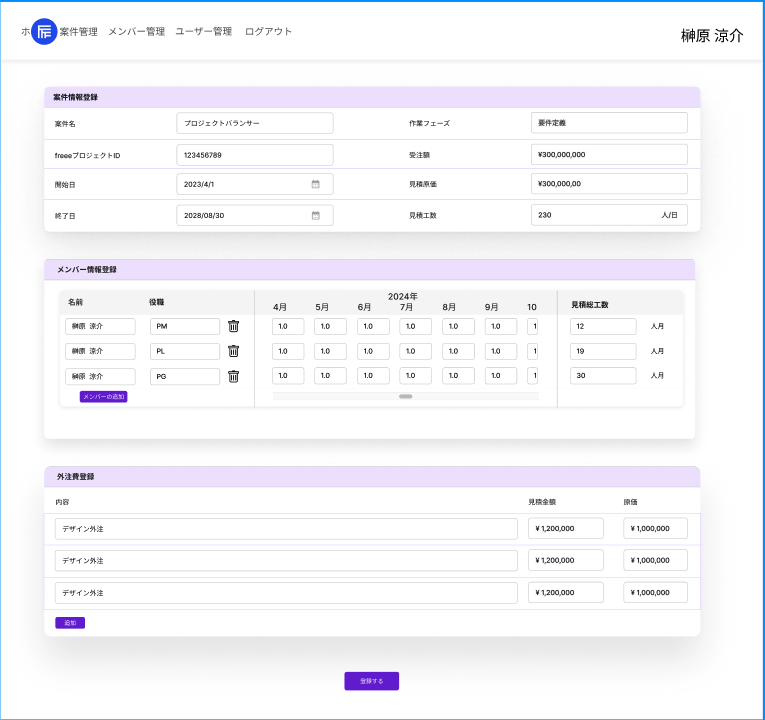 ホ 案件管理 メンバー管理 ユーザー管理 ログアウト
榊原 涼介
案件情報登録
案件名 プロジェクトバランサー 作業フェーズ 要件定義
freeeプロジェクトID 123456789 受注額 ¥300,000,000
開始日 2023/4/1 見積原価 ¥300,000,00
終了日 2028/08/30 見積工数 230 人/日
メンバー情報登録
2024年
名前 役職 4月 5月 6月 7月 8月 9月 10 見積総工数
榊原 涼介 PM 1.0 1.0 1.0 1.0 1.0 1.0 1 12 人月
榊原 涼介 PL 1.0 1.0 1.0 1.0 1.0 1.0 1 19 人月
榊原 涼介 PG 1.0 1.0 1.0 1.0 1.0 1.0 1 30 人月
メンバーの追加
外注費登録
内容 見積金額 原価
デザイン外注 ¥ 1,200,000 ¥ 1,000,000
デザイン外注 ¥ 1,200,000 ¥ 1,000,000
デザイン外注 ¥ 1,200,000 ¥ 1,000,000
追加
登録する